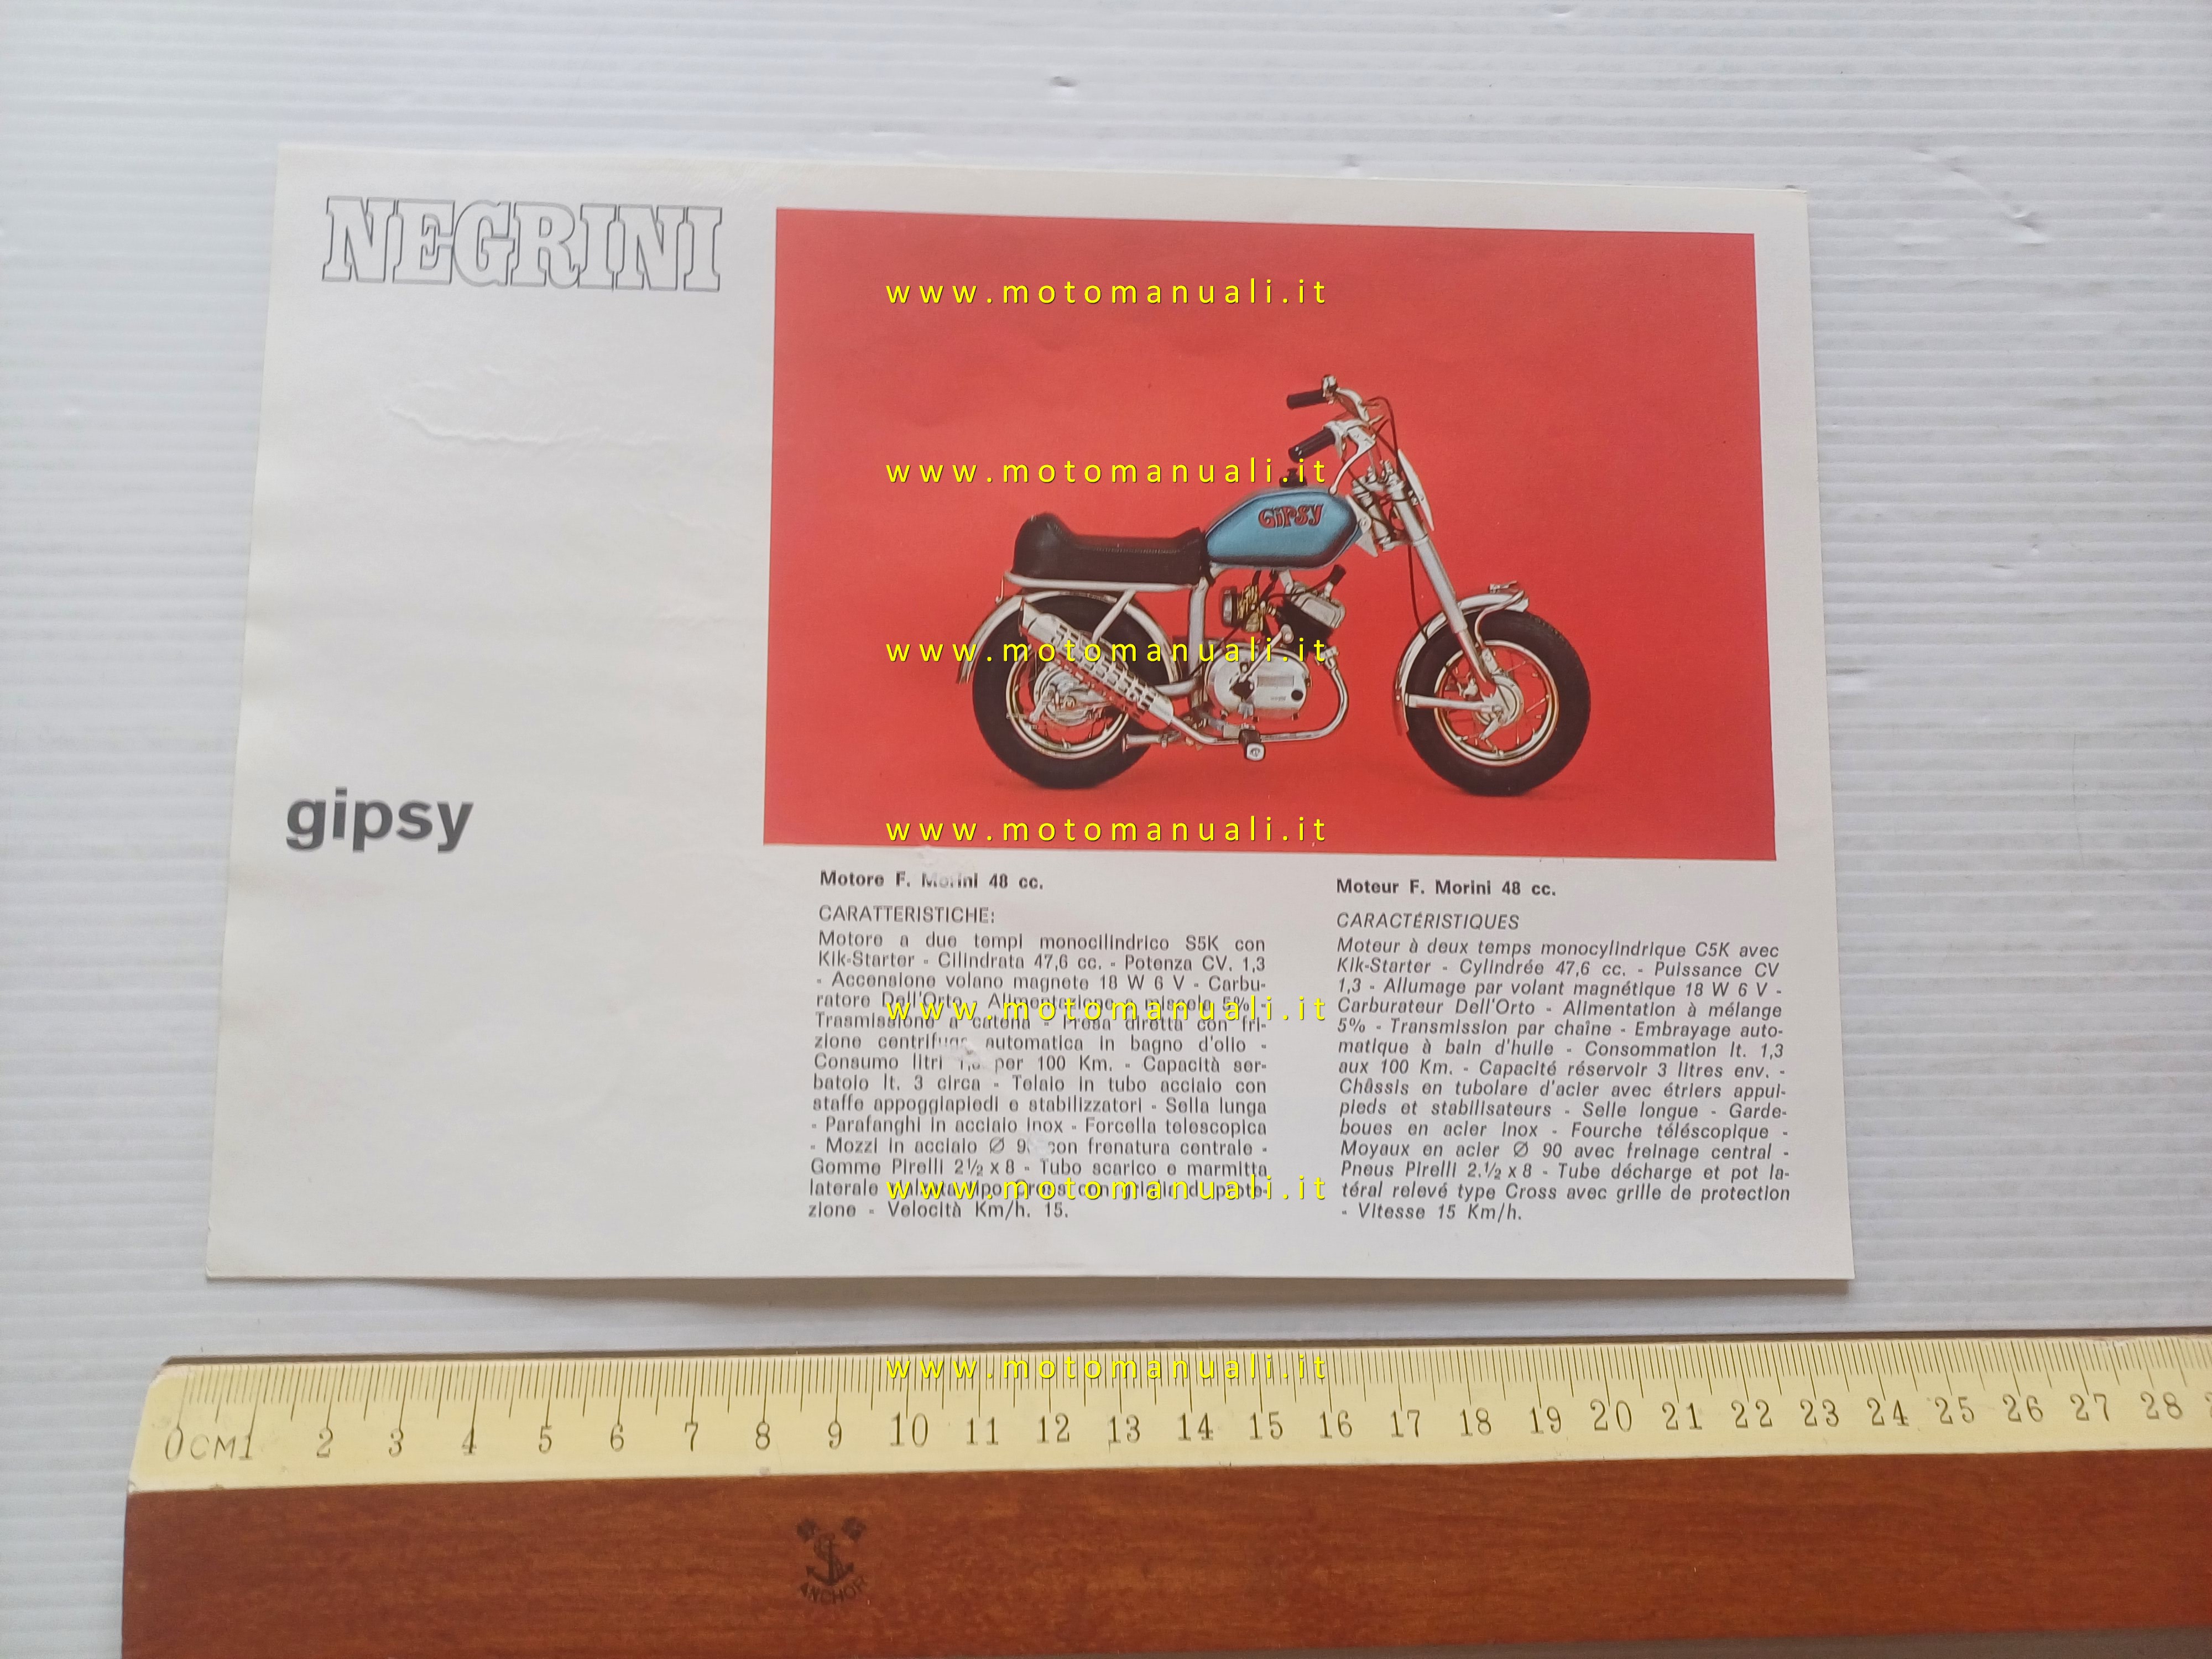 NEGRINI
www.motomanuali.it
www.motomanuali.it
GiPSY
www.motomanuali.it
www.motomanuali.it
gipsy
Motore F. Morini 48 cc.
CARATTERISTICHE:
Motore a due tempi monocilindrico S5K con
Kik-Starter - Cilindrata 47,6 cc. - Potenza CV. 1,3
- Accensione volano magnete 18 W 6 V - Carbu-
ratore Dell'Orto - Alimentazione a miscela 5% -
Trasmissione a catena - Presa diretta con fri-
zione centrifuga automatica in bagno d'olio -
Consumo litri per 100 Km. - Capacità ser-
batoio lt. 3 circa - Telaio in tubo acciaio con
staffe appoggiapiedi e stabilizzatori - Sella lunga
- Parafanghi in acciaio inox - Forcella telescopica
- Mozzi in acciaio Ø con frenatura centrale -
Gomme Pirelli 2½ x 8 - Tubo scarico e marmitta
laterale tipo Cross con griglia di prote-
zione - Velocità Km/h. 15.
Moteur F. Morini 48 cc.
CARACTÉRISTIQUES
Moteur à deux temps monocylindrique C5K avec
Kik-Starter - Cylindrée 47,6 cc. - Puissance CV
1,3 - Allumage par volant magnétique 18 W 6 V -
Carburateur Dell'Orto - Alimentation à mélange
5% - Transmission par chaîne - Embrayage auto-
matique à bain d'huile - Consommation lt. 1,3
aux 100 Km. - Capacité réservoir 3 litres env. -
Châssis en tubolare d'acier avec étriers appui-
pieds et stabilisateurs - Selle longue - Garde-
boues en acier inox - Fourche téléscopique -
Moyaux en acier Ø 90 avec freinage central -
Pneus Pirelli 2.½ x 8 - Tube décharge et pot la-
téral relevé type Cross avec grille de protection
- Vitesse 15 Km/h.
www.motomanuali.it
www.motomanuali.it
www.motomanuali.it
0CM1 2 3 4 5 6 7 8 9 10 11 12 13 14 15 16 17 18 19 20 21 22 23 24 25 26 27 28
ANCHOR